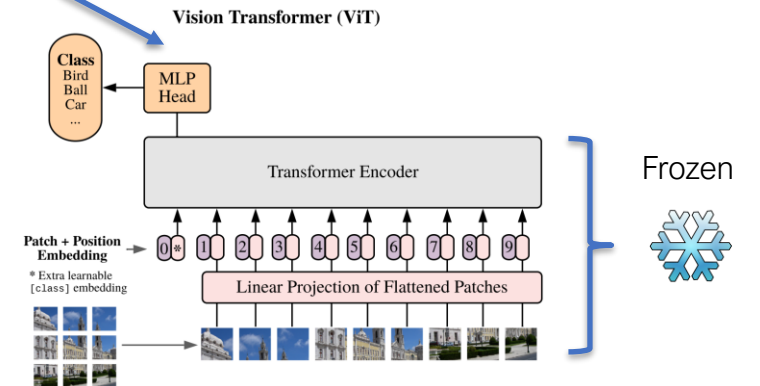 Vision Transformer (ViT)
Class
Bird
Ball
Car
...
MLP
Head
Transformer Encoder
Frozen
Patch + Position
Embedding
* Extra learnable
[class] embedding
0 * 1 2 3 4 5 6 7 8 9
Linear Projection of Flattened Patches